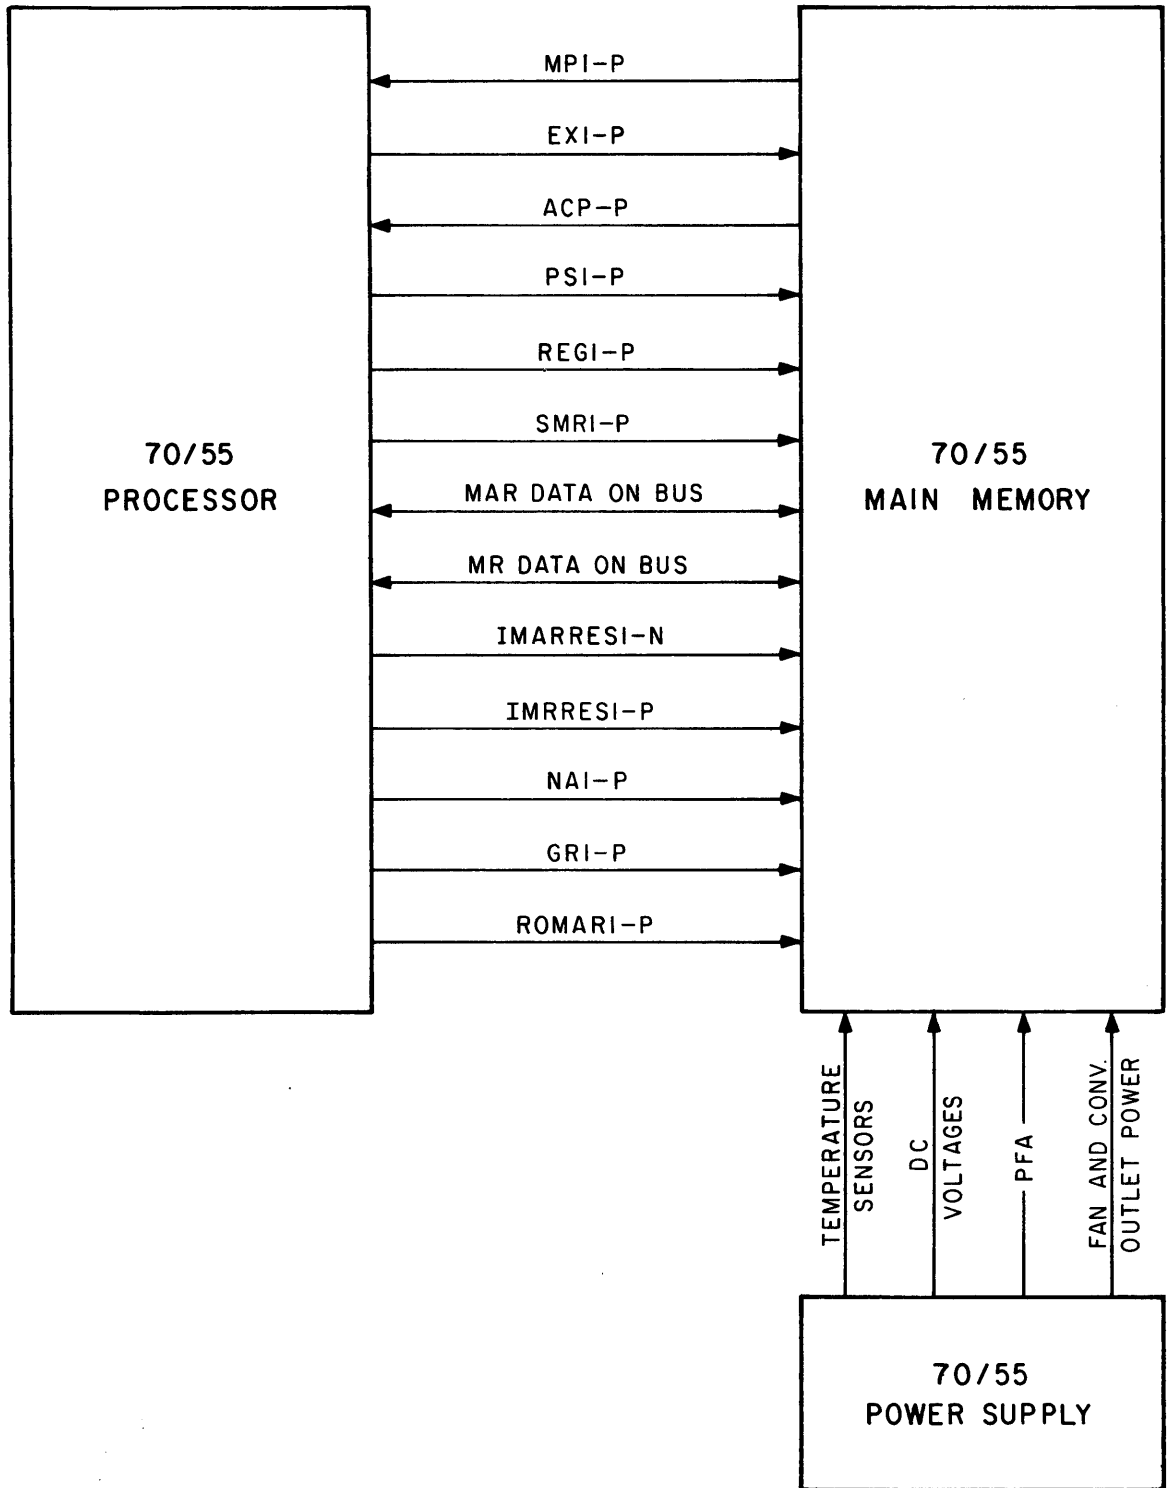 MPI-P
EXI-P
ACP-P
PSI-P
REGI-P
SMRI-P
70/55
PROCESSOR
70/55
MAIN MEMORY
MAR DATA ON BUS
MR DATA ON BUS
IMARRESI-N
IMRRESI-P
NAI-P
GRI-P
ROMARI-P
TEMPERATURE
SENSORS
DC
VOLTAGES
PFA
FAN AND CONV.
OUTLET POWER
70/55
POWER SUPPLY